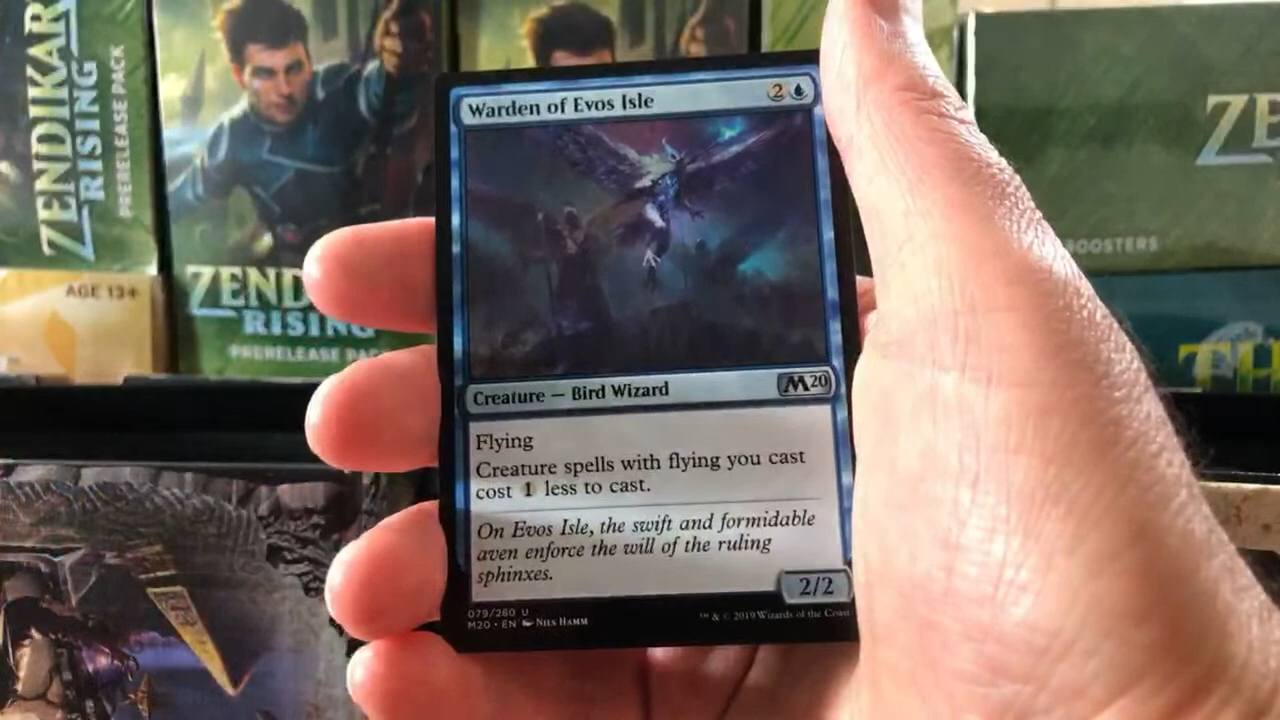 ZENDIKAR
RISING
PRERELEASE PACK
AGE 13+
ZEND
RISING
PRERELEASE PAC
ZE
BOOSTERS
TH
Warden of Evos Isle
2
Creature — Bird Wizard
M20
Flying
Creature spells with flying you cast
cost 1 less to cast.
On Evos Isle, the swift and formidable
aven enforce the will of the ruling
sphinxes.
2/2
079/280 U
M20 • EN Nils Hamm
™ & © 2019 Wizards of the Coast